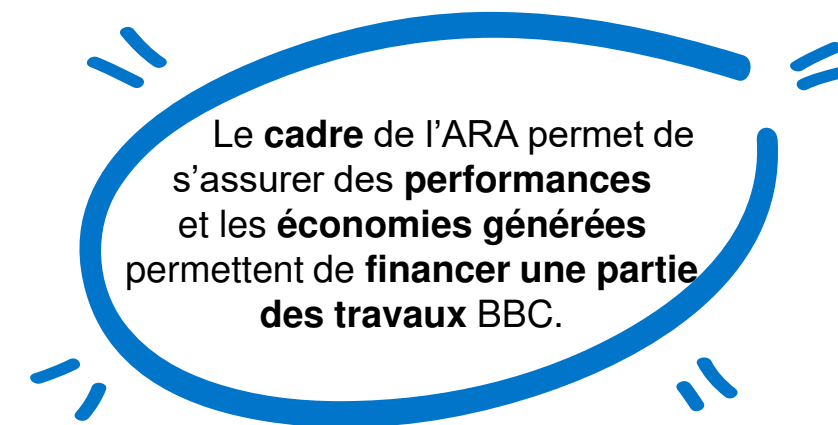 Le cadre de l’ARA permet de
s’assurer des performances
et les économies générées
permettent de financer une partie
des travaux BBC.